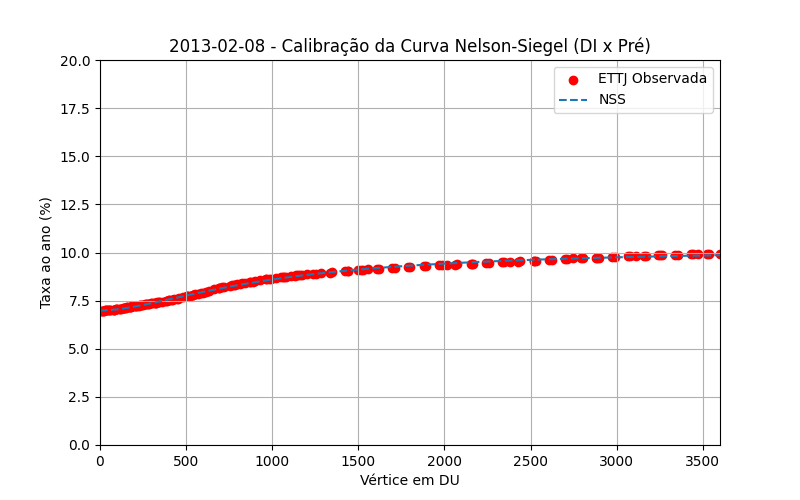 2013-02-08 - Calibração da Curva Nelson-Siegel (DI x Pré)
ETTJ Observada
NSS
Taxa ao ano (%)
20.0
17.5
15.0
12.5
10.0
7.5
5.0
2.5
0.0
0 500 1000 1500 2000 2500 3000 3500
Vértice em DU